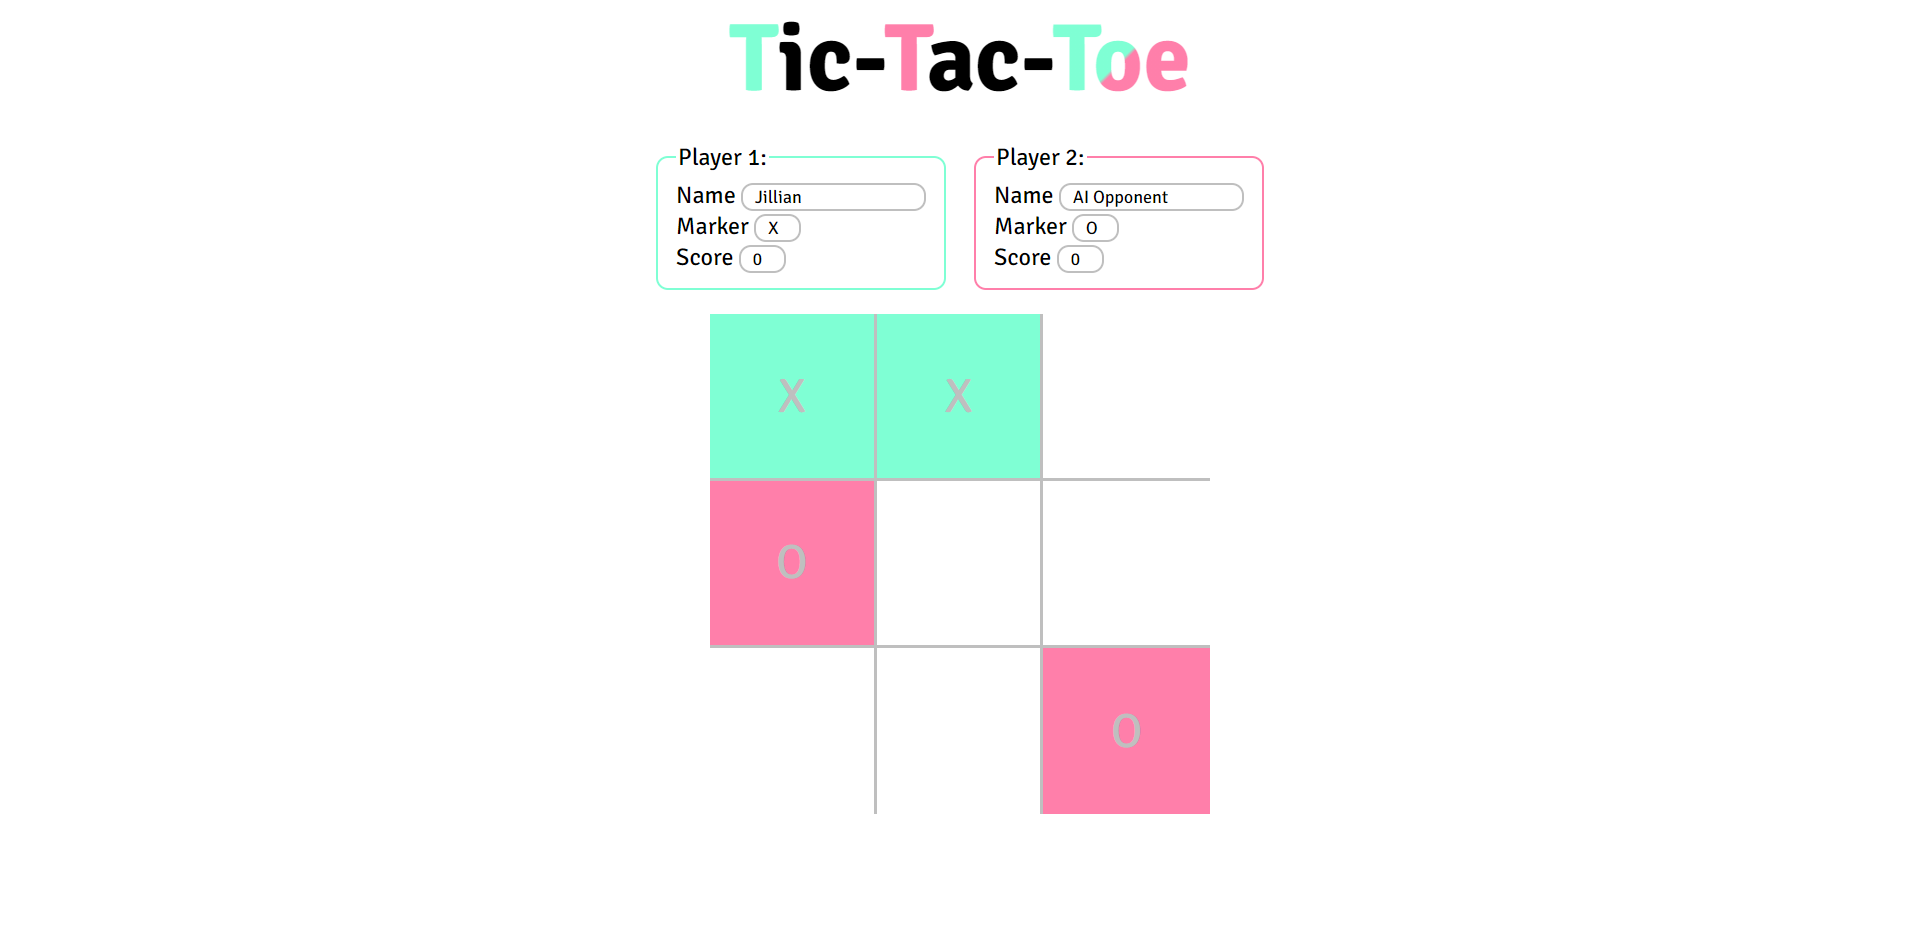 Tic-Tac-Toe
Player 1:
Name Jillian
Marker X
Score 0
Player 2:
Name AI Opponent
Marker O
Score 0
X X
O
O